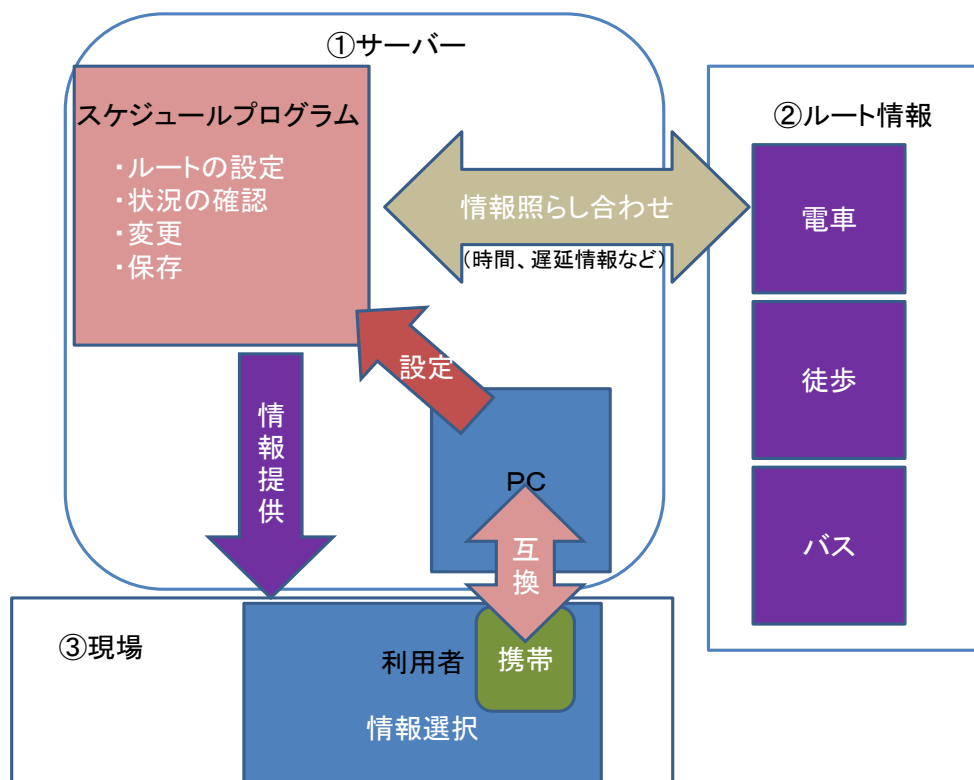 ①サーバー
スケジュールプログラム
・ルートの設定
・状況の確認
・変更
・保存
情報照らし合わせ
(時間、遅延情報など)
②ルート情報
電車
徒歩
バス
設定
情報提供
PC
互換
③現場
利用者
携帯
情報選択